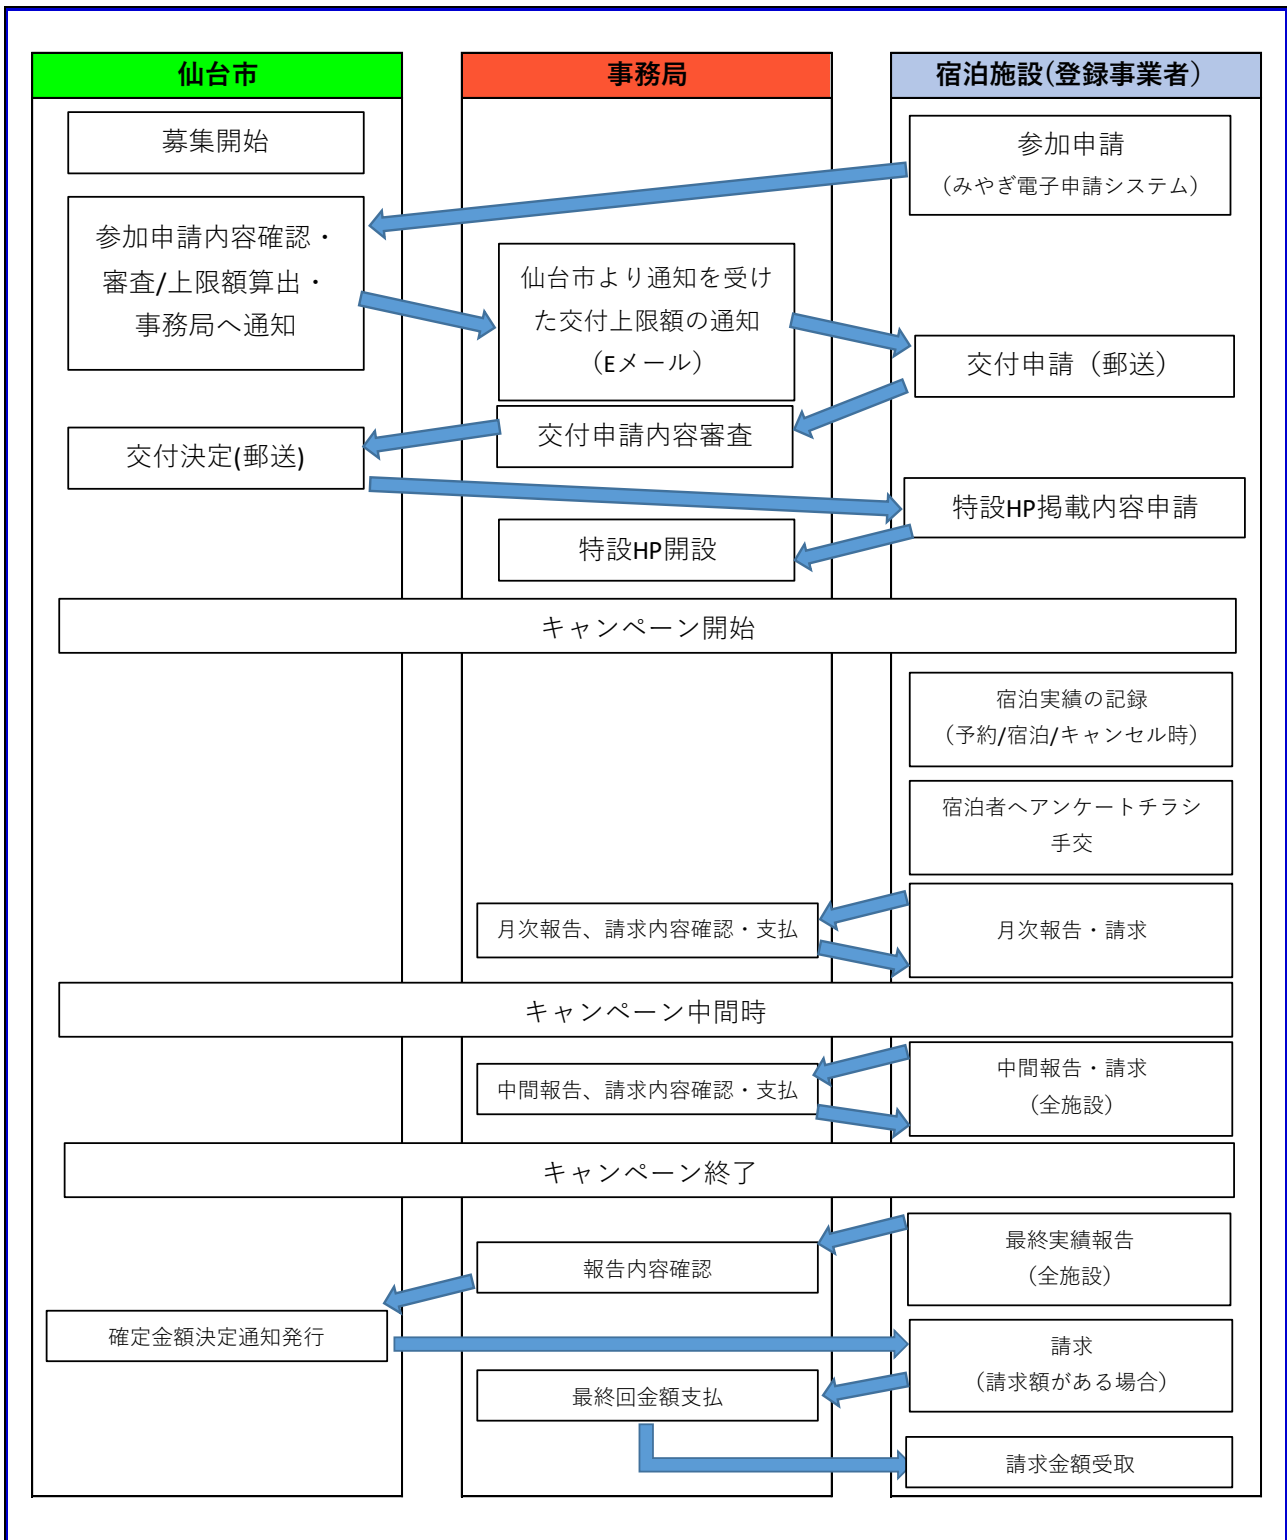 仙台市
事務局
宿泊施設(登録事業者）
募集開始
参加申請
（みやぎ電子申請システム）
参加申請内容確認・
審査/上限額算出・
事務局へ通知
仙台市より通知を受け
た交付上限額の通知
（Eメール）
交付申請（郵送）
交付申請内容審査
交付決定(郵送)
特設HP掲載内容申請
特設HP開設
キャンペーン開始
宿泊実績の記録
（予約/宿泊/キャンセル時）
宿泊者へアンケートチラシ
手交
月次報告、請求内容確認・支払
月次報告・請求
キャンペーン中間時
中間報告、請求内容確認・支払
中間報告・請求
（全施設）
キャンペーン終了
最終実績報告
（全施設）
報告内容確認
確定金額決定通知発行
請求
（請求額がある場合）
最終回金額支払
請求金額受取